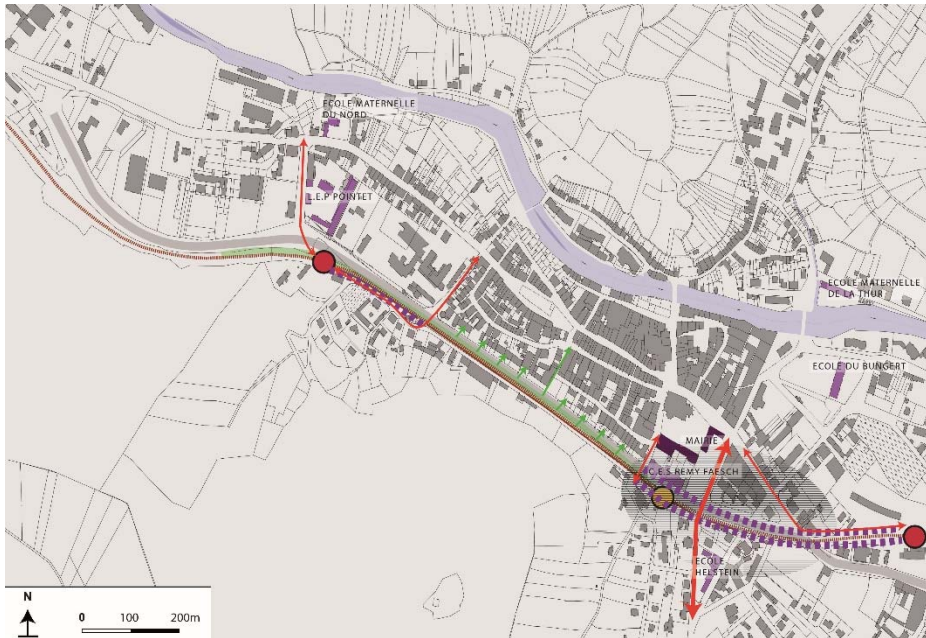 ECOLE MATERNELLE
DU NORD
L.E.P POINTET
ECOLE MATERNELLE
DE LA THUR
ECOLE DU BUNGERT
MAIRIE
C.E.S REMY FAESCH
ECOLE
HELSTEIN
N
0 100 200m